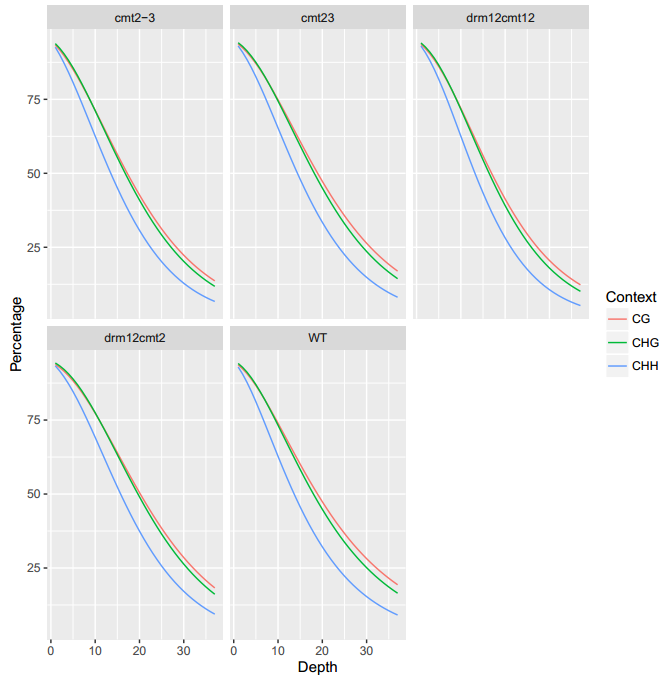 cmt2−3 cmt23 drm12cmt12
75
50
25
Percentage
Context
CG
CHG
CHH
drm12cmt2 WT
75
50
25
0 10 20 30 0 10 20 30
Depth